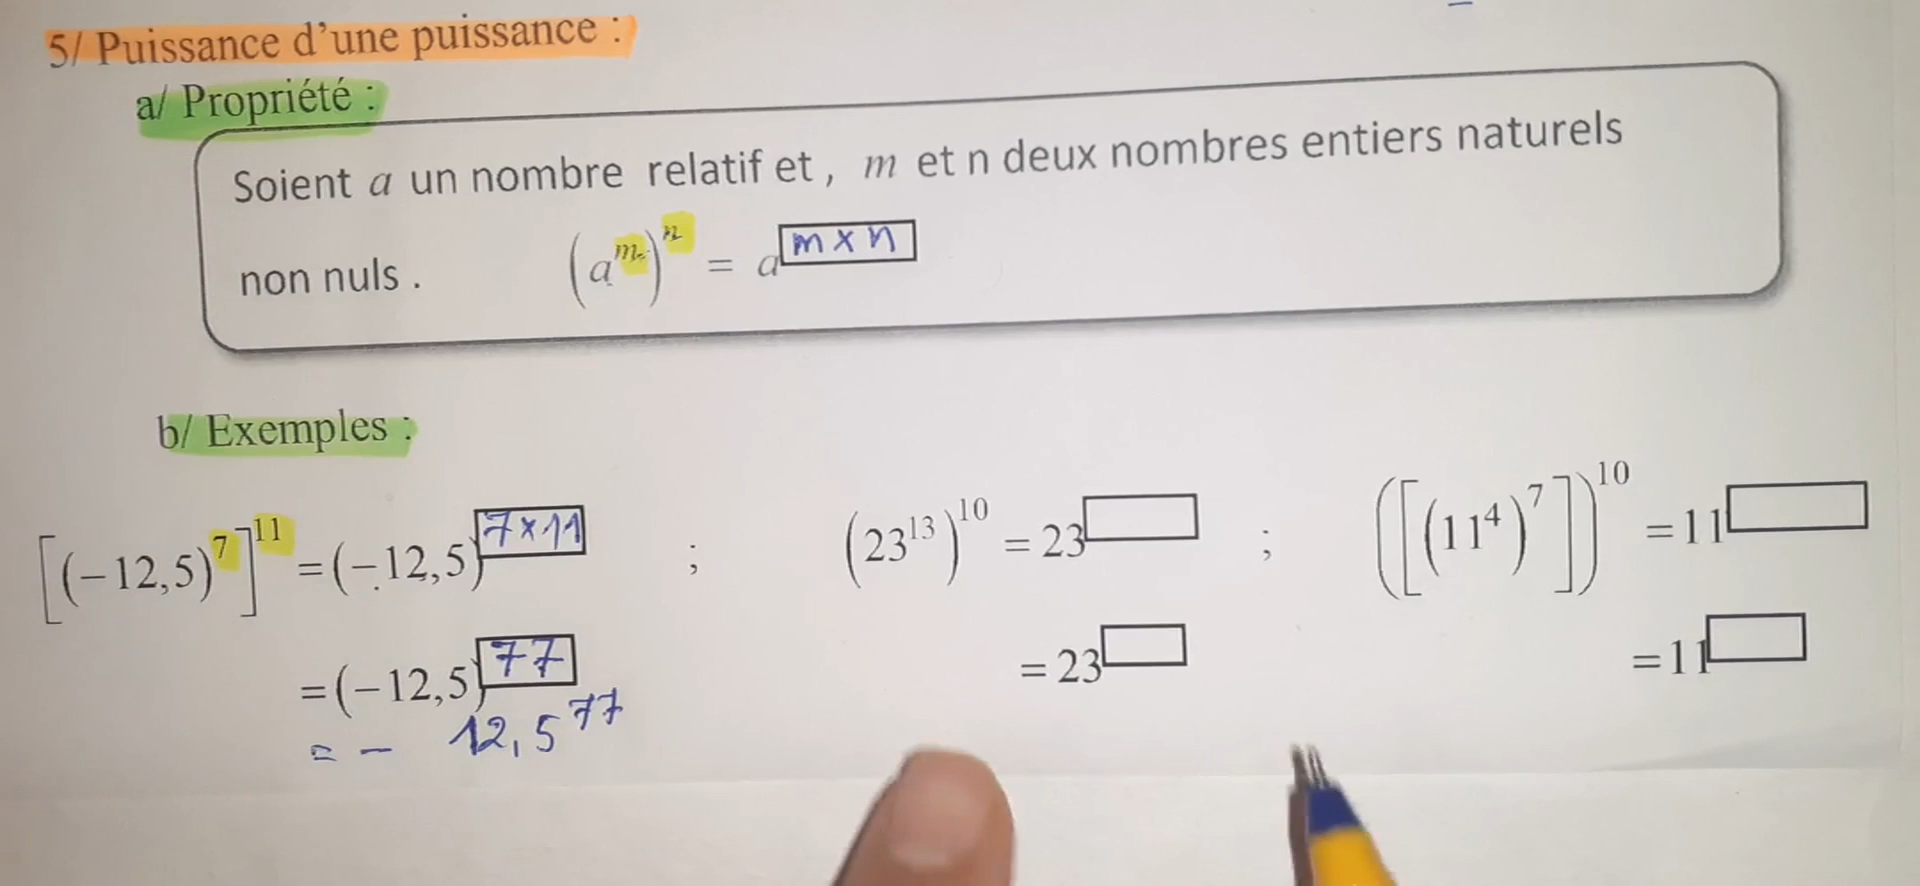 5/ Puissance d'une puissance :
a/ Propriété :
Soient a un nombre relatif et , m et n deux nombres entiers naturels
non nuls . (a^m)^n = a^{m × n}
b/ Exemples :
[(−12,5)^7]^11 = (−12,5)^{7×11} ; (23^13)^10 = 23^□ ; ([(11^4)^7])^10 = 11^□
= (−12,5)^{77} = 23^□ = 11^□
= − 12,5^77